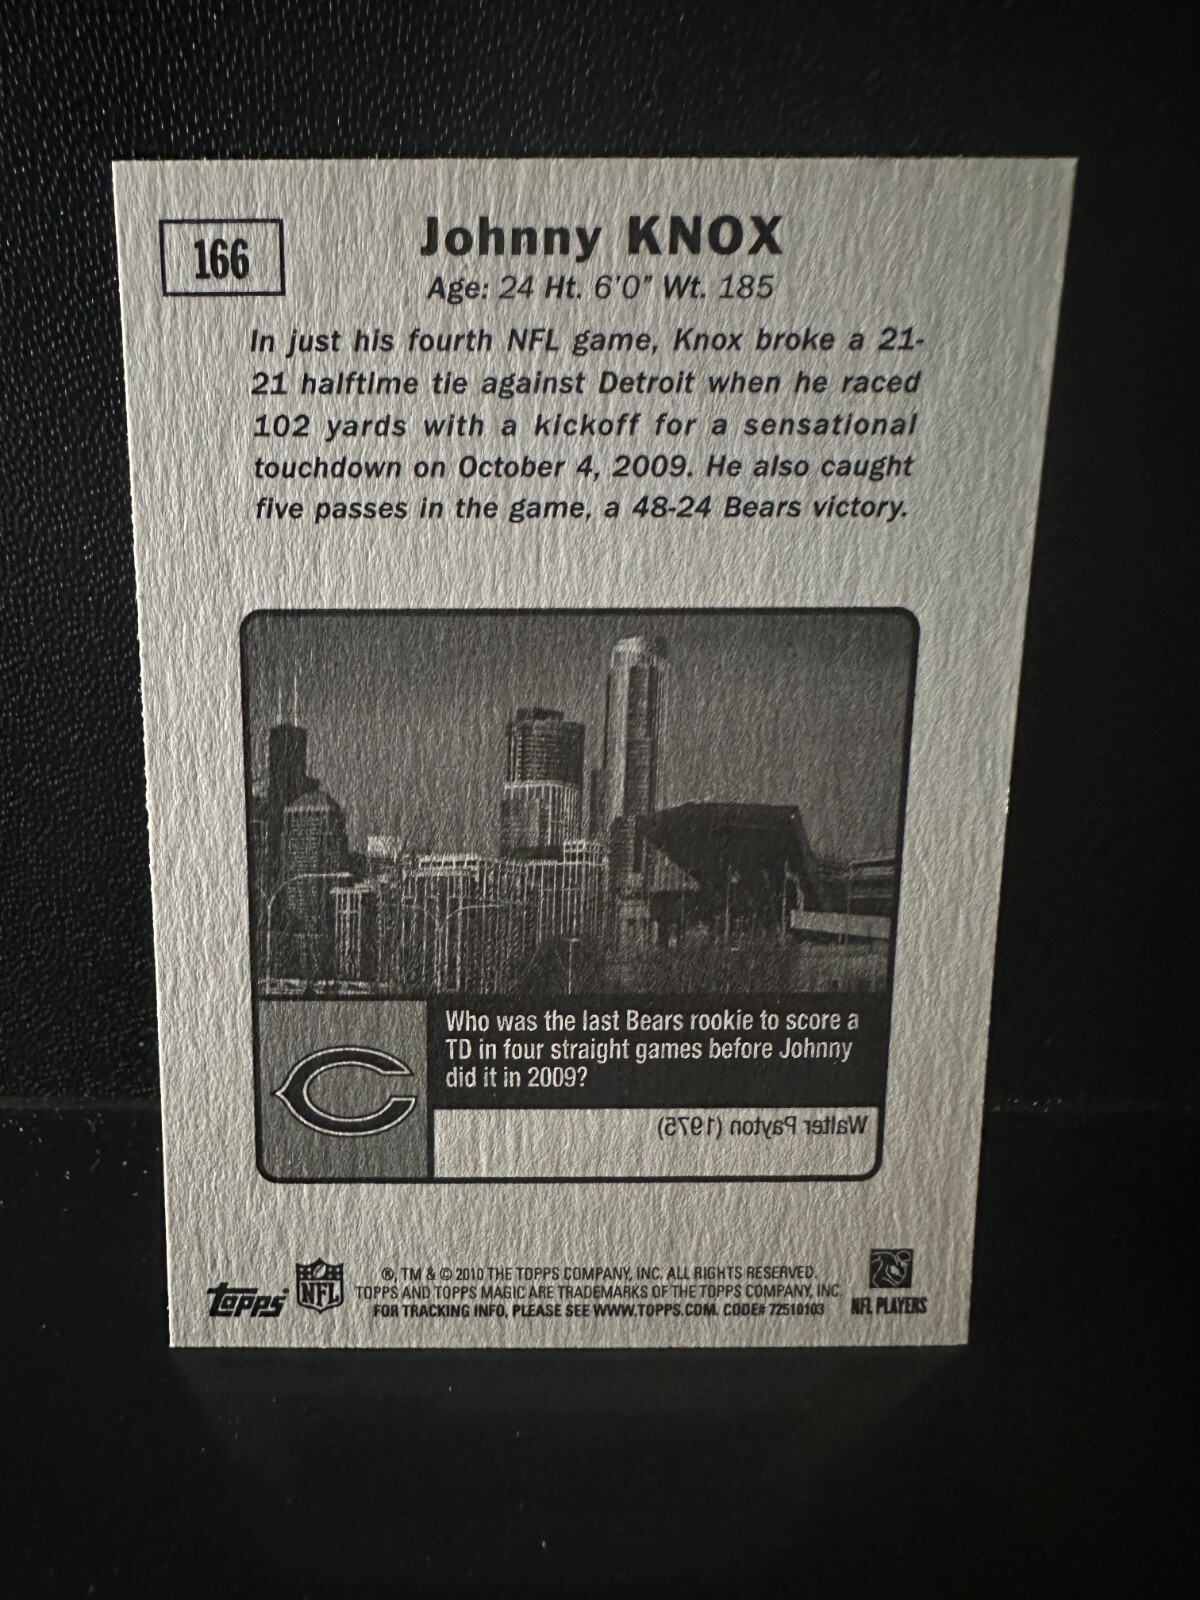 166
Johnny KNOX
Age: 24 Ht. 6'0" Wt. 185
In just his fourth NFL game, Knox broke a 21-
21 halftime tie against Detroit when he raced
102 yards with a kickoff for a sensational
touchdown on October 4, 2009. He also caught
five passes in the game, a 48-24 Bears victory.
Who was the last Bears rookie to score a
TD in four straight games before Johnny
did it in 2009?
Walter Payton (1975)
®, TM & © 2010 THE TOPPS COMPANY, INC. ALL RIGHTS RESERVED.
TOPPS AND TOPPS MAGIC ARE TRADEMARKS OF THE TOPPS COMPANY, INC.
FOR TRACKING INFO, PLEASE SEE WWW.TOPPS.COM. CODE# 72510103
topps
NFL
NFL PLAYERS